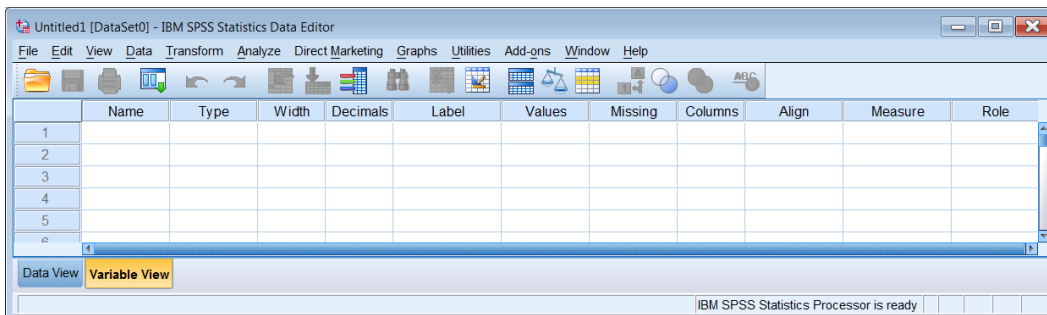 Untitled1 [DataSet0] - IBM SPSS Statistics Data Editor
File Edit View Data Transform Analyze Direct Marketing Graphs Utilities Add-ons Window Help
Name Type Width Decimals Label Values Missing Columns Align Measure Role
1
2
3
4
5
6
Data View Variable View
IBM SPSS Statistics Processor is ready